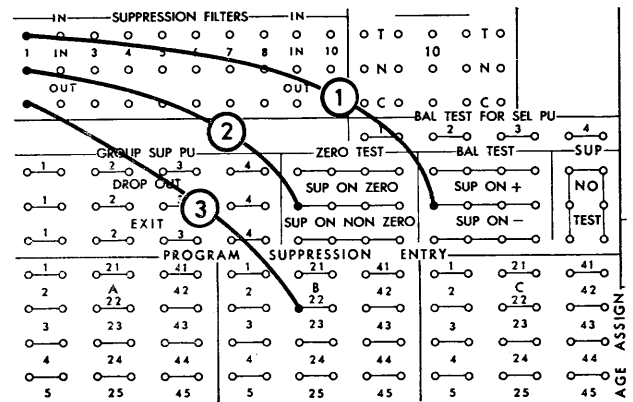 IN SUPPRESSION FILTERS IN
T 10 T
1 IN 3 4 5 6 7 8 IN 10
N N
OUT OUT
1 C C
BAL TEST FOR SEL PU
2 1 2 3 4
GROUP SUP PU ZERO TEST BAL TEST SUP
1 2 3 4
DROP OUT SUP ON ZERO SUP ON + NO
1 2 3 4
EXIT SUP ON NON ZERO SUP ON − TEST
1 2 3 4
PROGRAM SUPPRESSION ENTRY
1 21 41 1 21 41 1 21 41
2 A 42 2 B 42 2 C 42
22 22 22
3 23 43 3 23 43 3 23 43
4 24 44 4 24 44 4 24 44
5 25 45 5 25 45 5 25 45
3
AGE ASSIGN